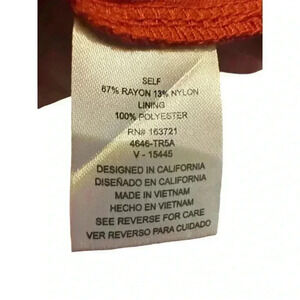 SELF
67% RAYON 13% NYLON
LINING
100% POLYESTER
RN# 163721
4646-TR5A
V - 15445
DESIGNED IN CALIFORNIA
DISEÑADO EN CALIFORNIA
MADE IN VIETNAM
HECHO EN VIETNAM
SEE REVERSE FOR CARE
VER REVERSO PARA CUIDADO